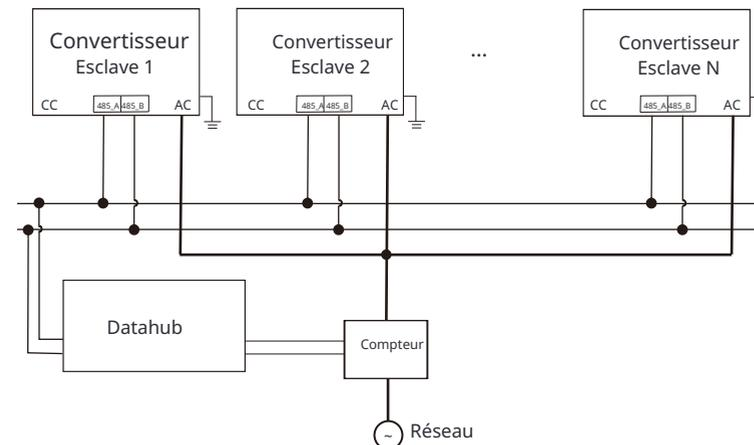 Convertisseur
Esclave 1
CC
485_A
485_B
AC
Convertisseur
Esclave 2
CC
485_A
485_B
AC
...
Convertisseur
Esclave N
CC
485_A
485_B
AC
Datahub
Compteur
~
Réseau